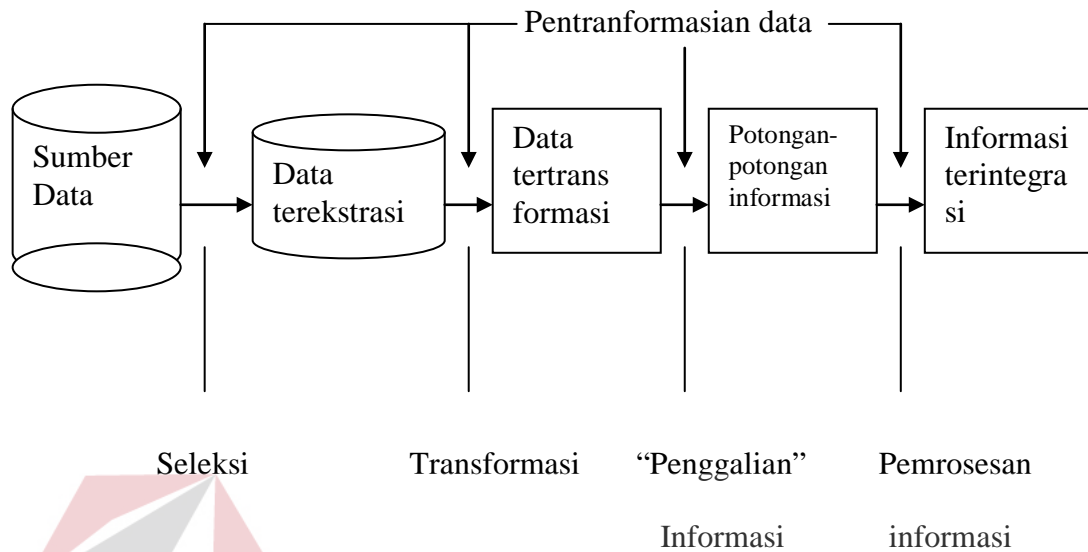 Pentranformasian data
Sumber
Data
Data
terekstrasi
Data
tertrans
formasi
Potongan-
potongan
informasi
Informasi
terintegra
si
Seleksi
Transformasi
“Penggalian”
Informasi
Pemrosesan
informasi